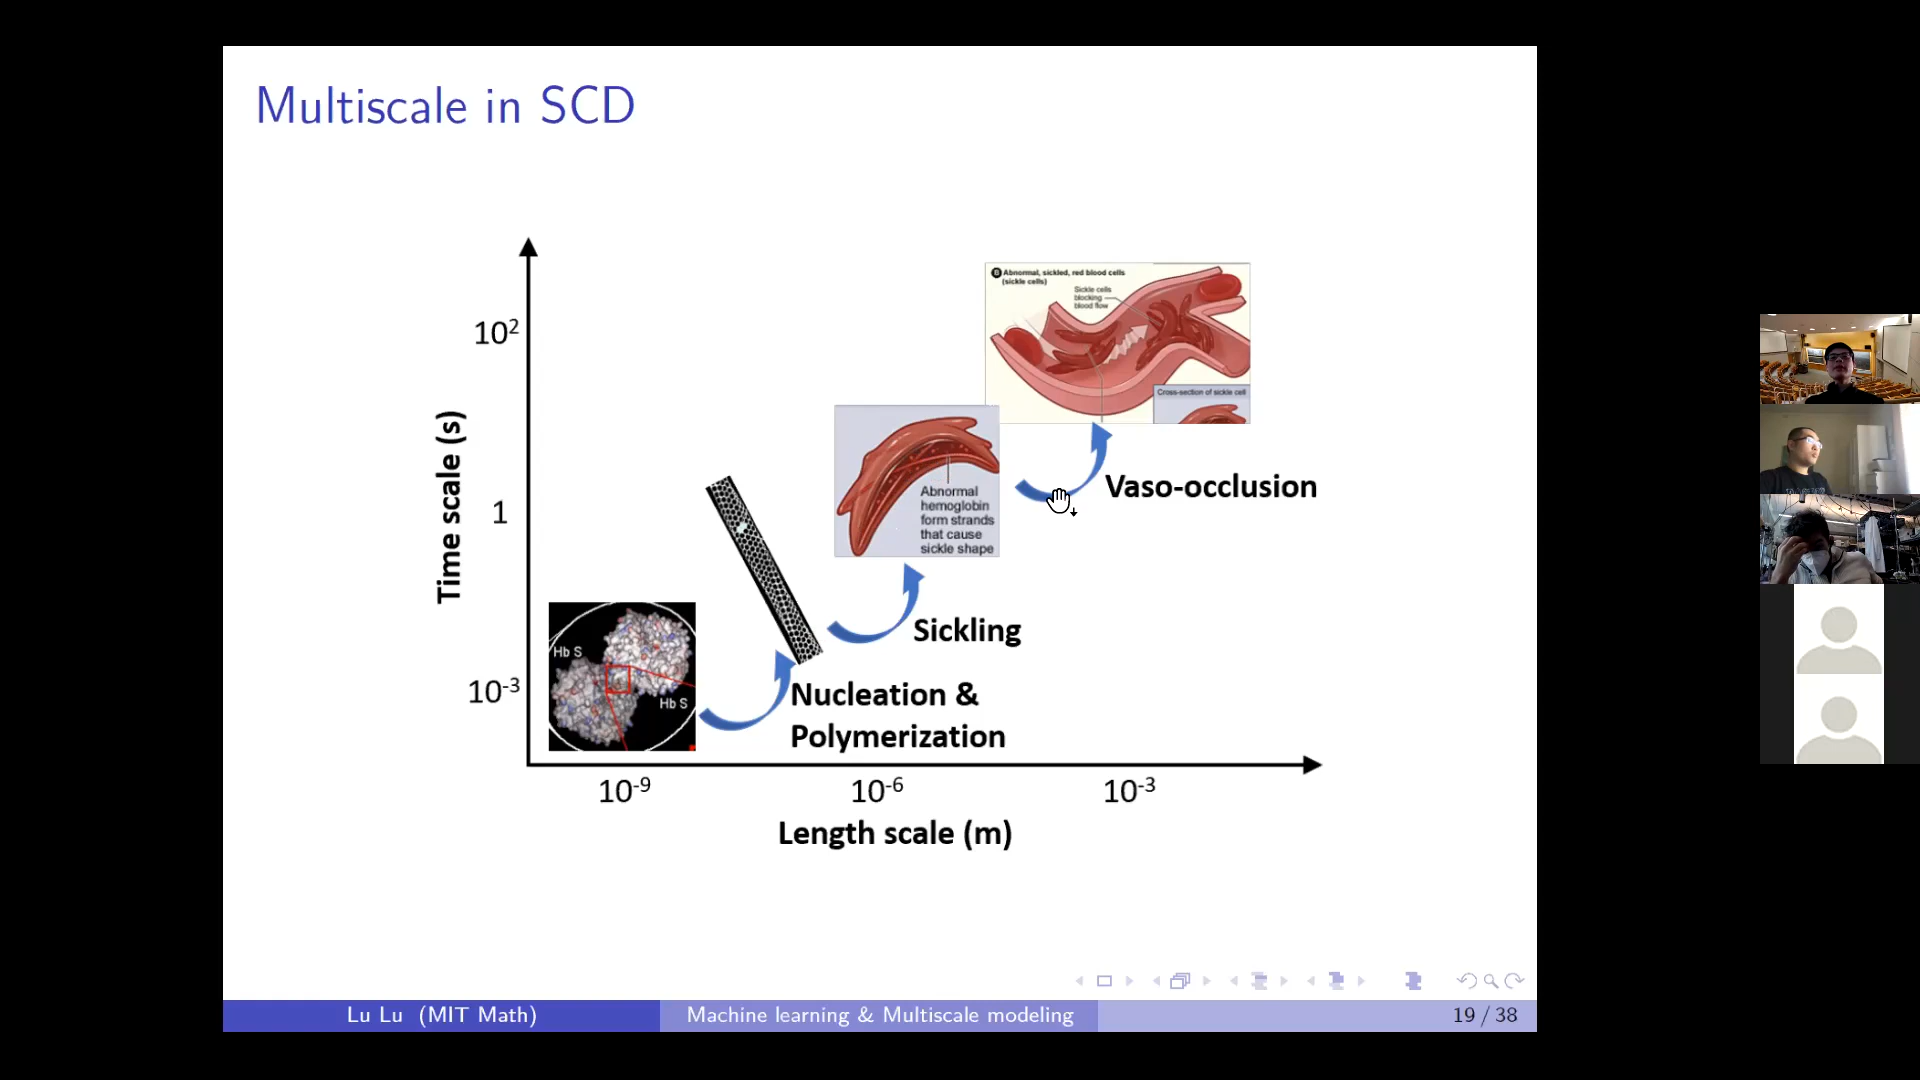 Multiscale in SCD
B Abnormal, sickled, red blood cells
(sickle cells)
Sickle cells
blocking
blood flow
Cross-section of sickle cell
10²
Time scale (s)
1
10⁻³
Abnormal
hemoglobin
form strands
that cause
sickle shape
Vaso-occlusion
Sickling
Hb S
Hb S
Nucleation &
Polymerization
10⁻⁹ 10⁻⁶ 10⁻³
Length scale (m)
Lu Lu (MIT Math) Machine learning & Multiscale modeling 19 / 38